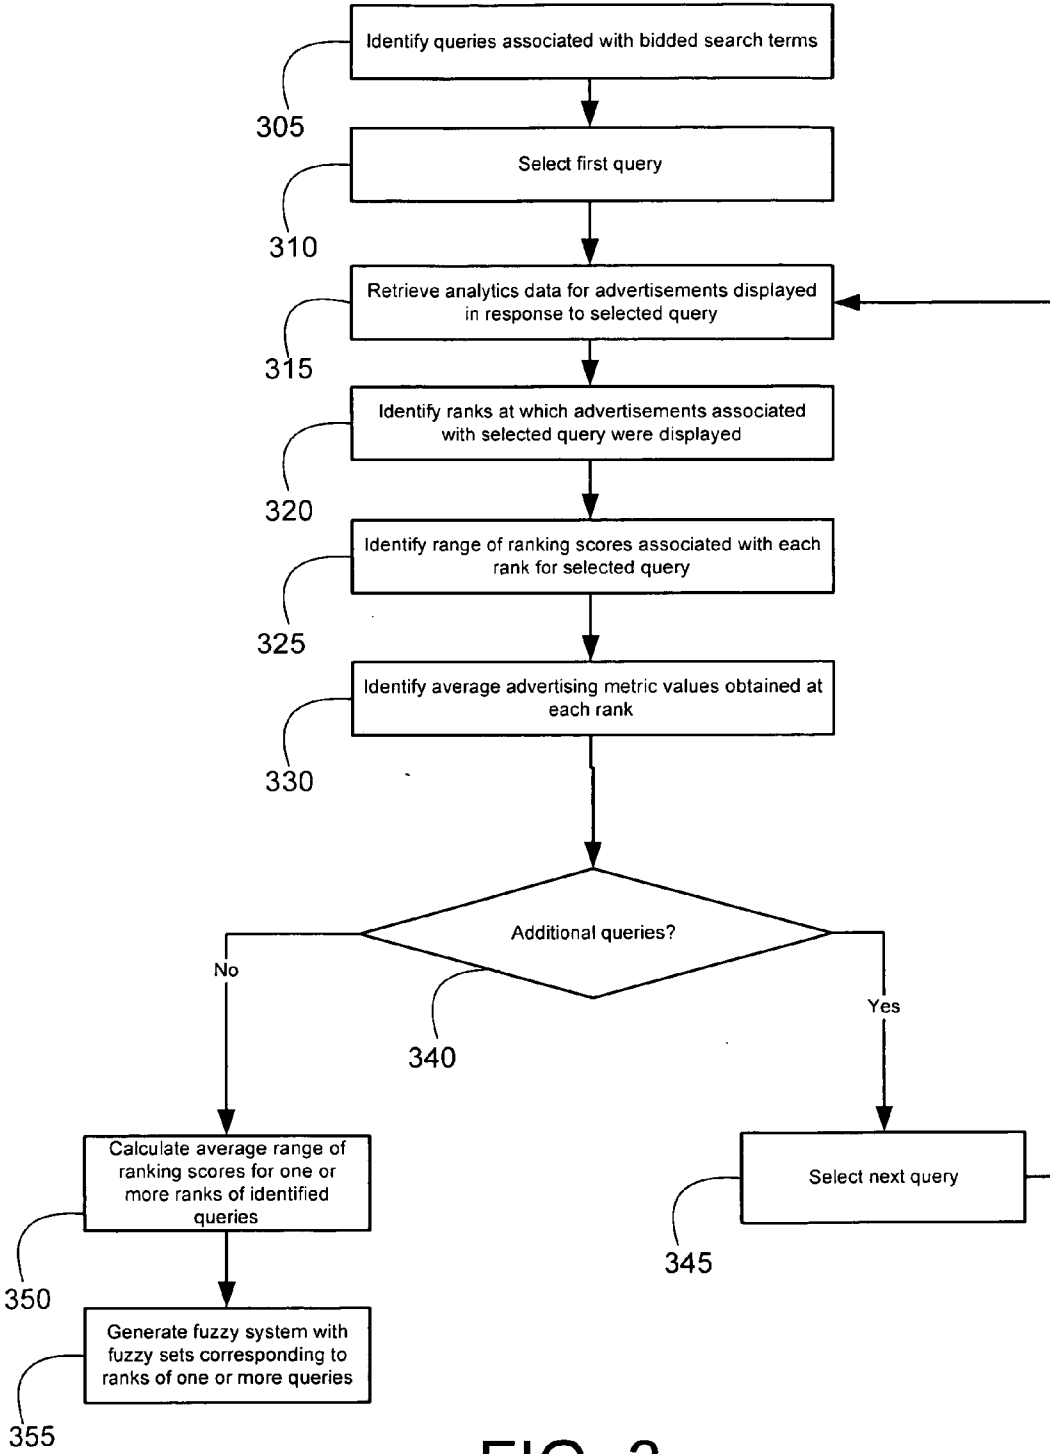 Identify queries associated with bidded search terms
305
Select first query
310
Retrieve analytics data for advertisements displayed
in response to selected query
315
Identify ranks at which advertisements associated
with selected query were displayed
320
Identify range of ranking scores associated with each
rank for selected query
325
Identify average advertising metric values obtained at
each rank
330
Additional queries?
No
Yes
340
Calculate average range of
ranking scores for one or
more ranks of identified
queries
350
Select next query
345
Generate fuzzy system with
fuzzy sets corresponding to
ranks of one or more queries
355
FIG. 3